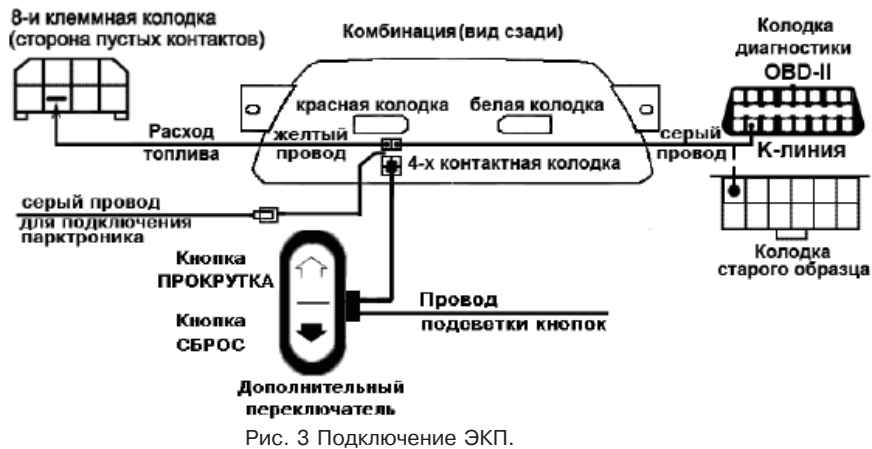 8-и клеммная колодка
(сторона пустых контактов)
Комбинация (вид сзади)
Колодка
диагностики
OBD-II
красная колодка
белая колодка
Расход
топлива
желтый
провод
серый
провод
К-линия
4-х контактная колодка
серый провод
для подключения
парктроника
Колодка
старого образца
Кнопка
ПРОКРУТКА
Кнопка
СБРОС
Провод
подсветки кнопок
Дополнительный
переключатель
Рис. 3 Подключение ЭКП.